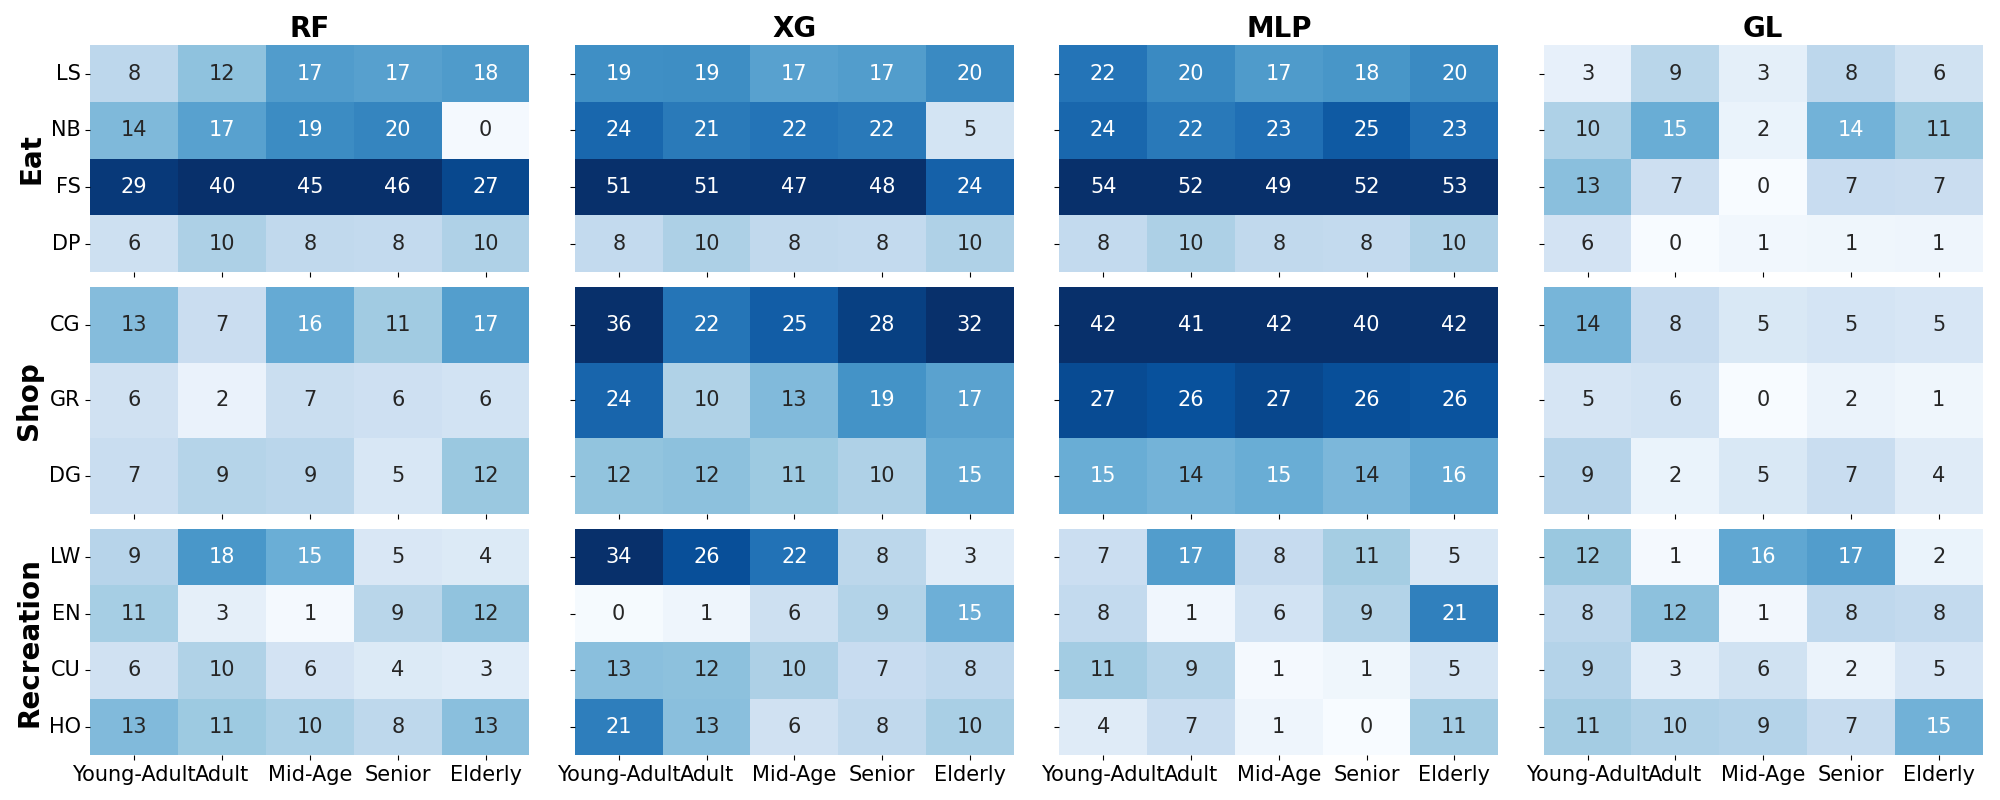 RF XG MLP GL
Eat
LS 8 12 17 17 18 19 19 17 17 20 22 20 17 18 20 3 9 3 8 6
NB 14 17 19 20 0 24 21 22 22 5 24 22 23 25 23 10 15 2 14 11
FS 29 40 45 46 27 51 51 47 48 24 54 52 49 52 53 13 7 0 7 7
DP 6 10 8 8 10 8 10 8 8 10 8 10 8 8 10 6 0 1 1 1
Shop
CG 13 7 16 11 17 36 22 25 28 32 42 41 42 40 42 14 8 5 5 5
GR 6 2 7 6 6 24 10 13 19 17 27 26 27 26 26 5 6 0 2 1
DG 7 9 9 5 12 12 12 11 10 15 15 14 15 14 16 9 2 5 7 4
Recreation
LW 9 18 15 5 4 34 26 22 8 3 7 17 8 11 5 12 1 16 17 2
EN 11 3 1 9 12 0 1 6 9 15 8 1 6 9 21 8 12 1 8 8
CU 6 10 6 4 3 13 12 10 7 8 11 9 1 1 5 9 3 6 2 5
HO 13 11 10 8 13 21 13 6 8 10 4 7 1 0 11 11 10 9 7 15
Young-Adult Adult Mid-Age Senior Elderly Young-Adult Adult Mid-Age Senior Elderly Young-Adult Adult Mid-Age Senior Elderly Young-Adult Adult Mid-Age Senior Elderly